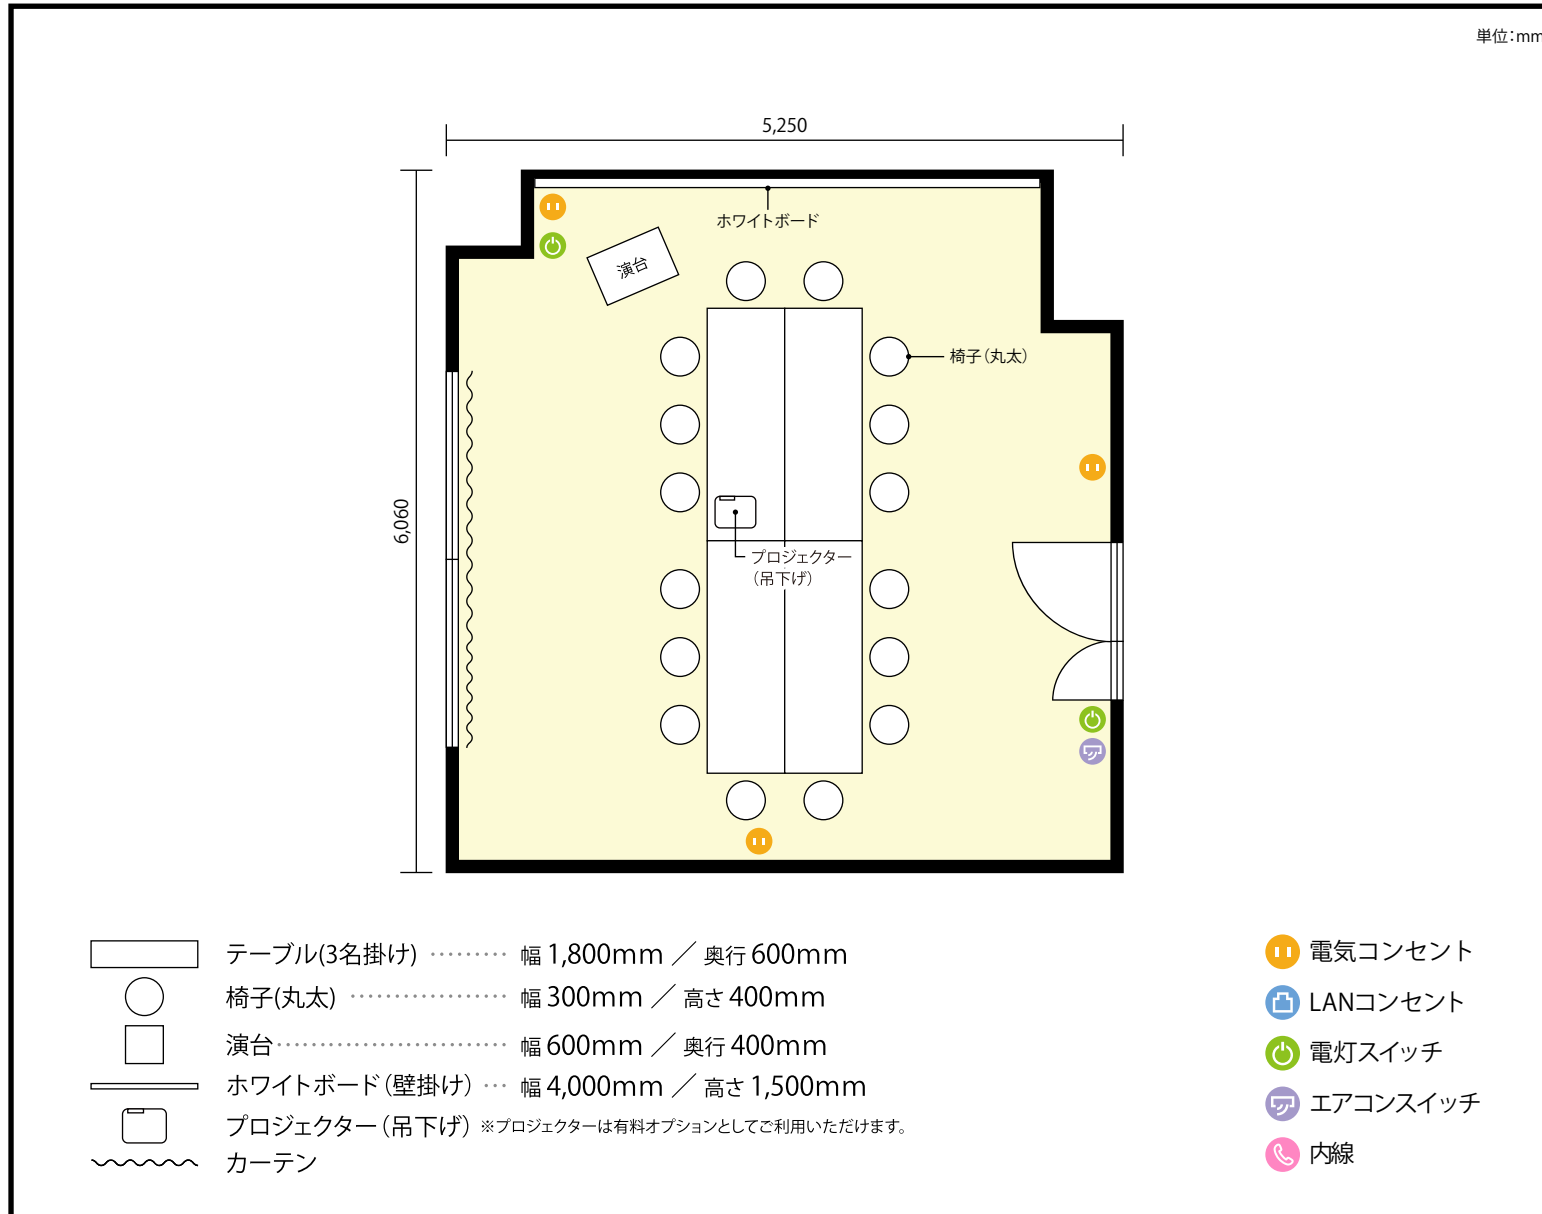 単位:mm
5,250
ホワイトボード
演台
椅子(丸太)
6,060
プロジェクター
(吊下げ)
テーブル(3名掛け) ········· 幅 1,800mm / 奥行 600mm
椅子(丸太) ·················· 幅 300mm / 高さ 400mm
演台··························· 幅 600mm / 奥行 400mm
ホワイトボード(壁掛け) ··· 幅 4,000mm / 高さ 1,500mm
プロジェクター(吊下げ) ※プロジェクターは有料オプションとしてご利用いただけます。
カーテン
電気コンセント
LANコンセント
電灯スイッチ
エアコンスイッチ
内線